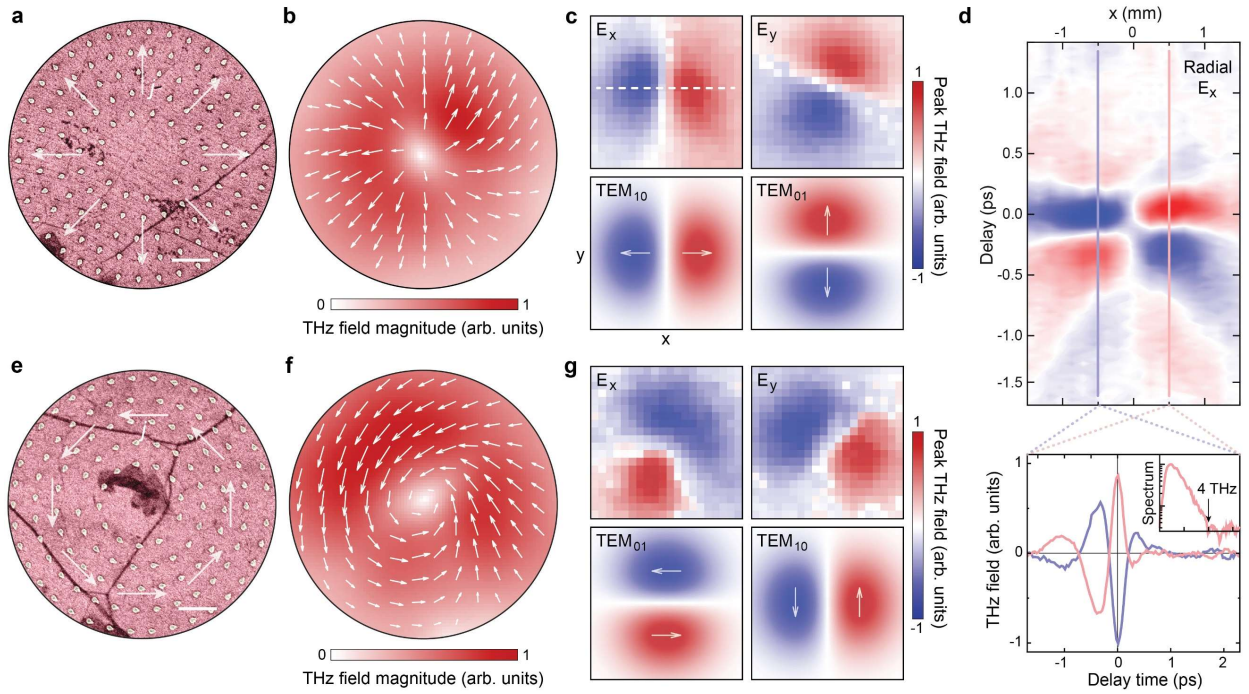 a
b
0
1
THz field magnitude (arb. units)
c
Ex
Ey
TEM10
TEM01
y
x
1
Peak THz field (arb. units)
-1
d
x (mm)
-1
0
1
Radial
Ex
Delay (ps)
1.0
0.5
0.0
-0.5
-1.0
-1.5
THz field (arb. units)
1
0
-1
Spectrum
4 THz
-1
0
1
2
Delay time (ps)
e
f
0
1
THz field magnitude (arb. units)
g
Ex
Ey
TEM01
TEM10
1
Peak THz field (arb. units)
-1